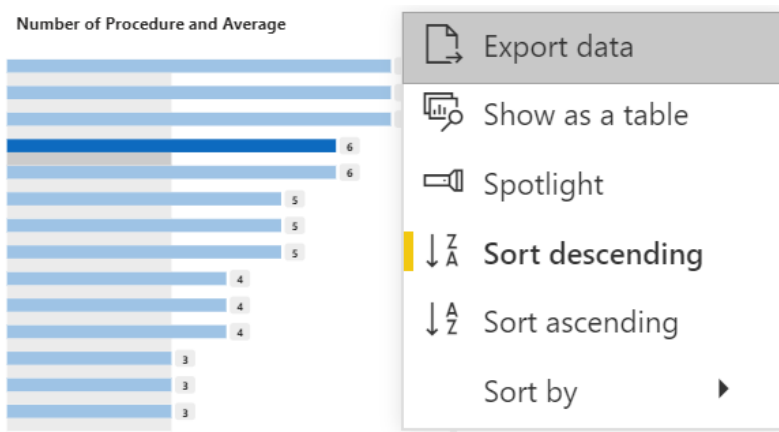 Number of Procedure and Average
6
6
5
5
5
4
4
4
3
3
3
Export data
Show as a table
Spotlight
Sort descending
Sort ascending
Sort by